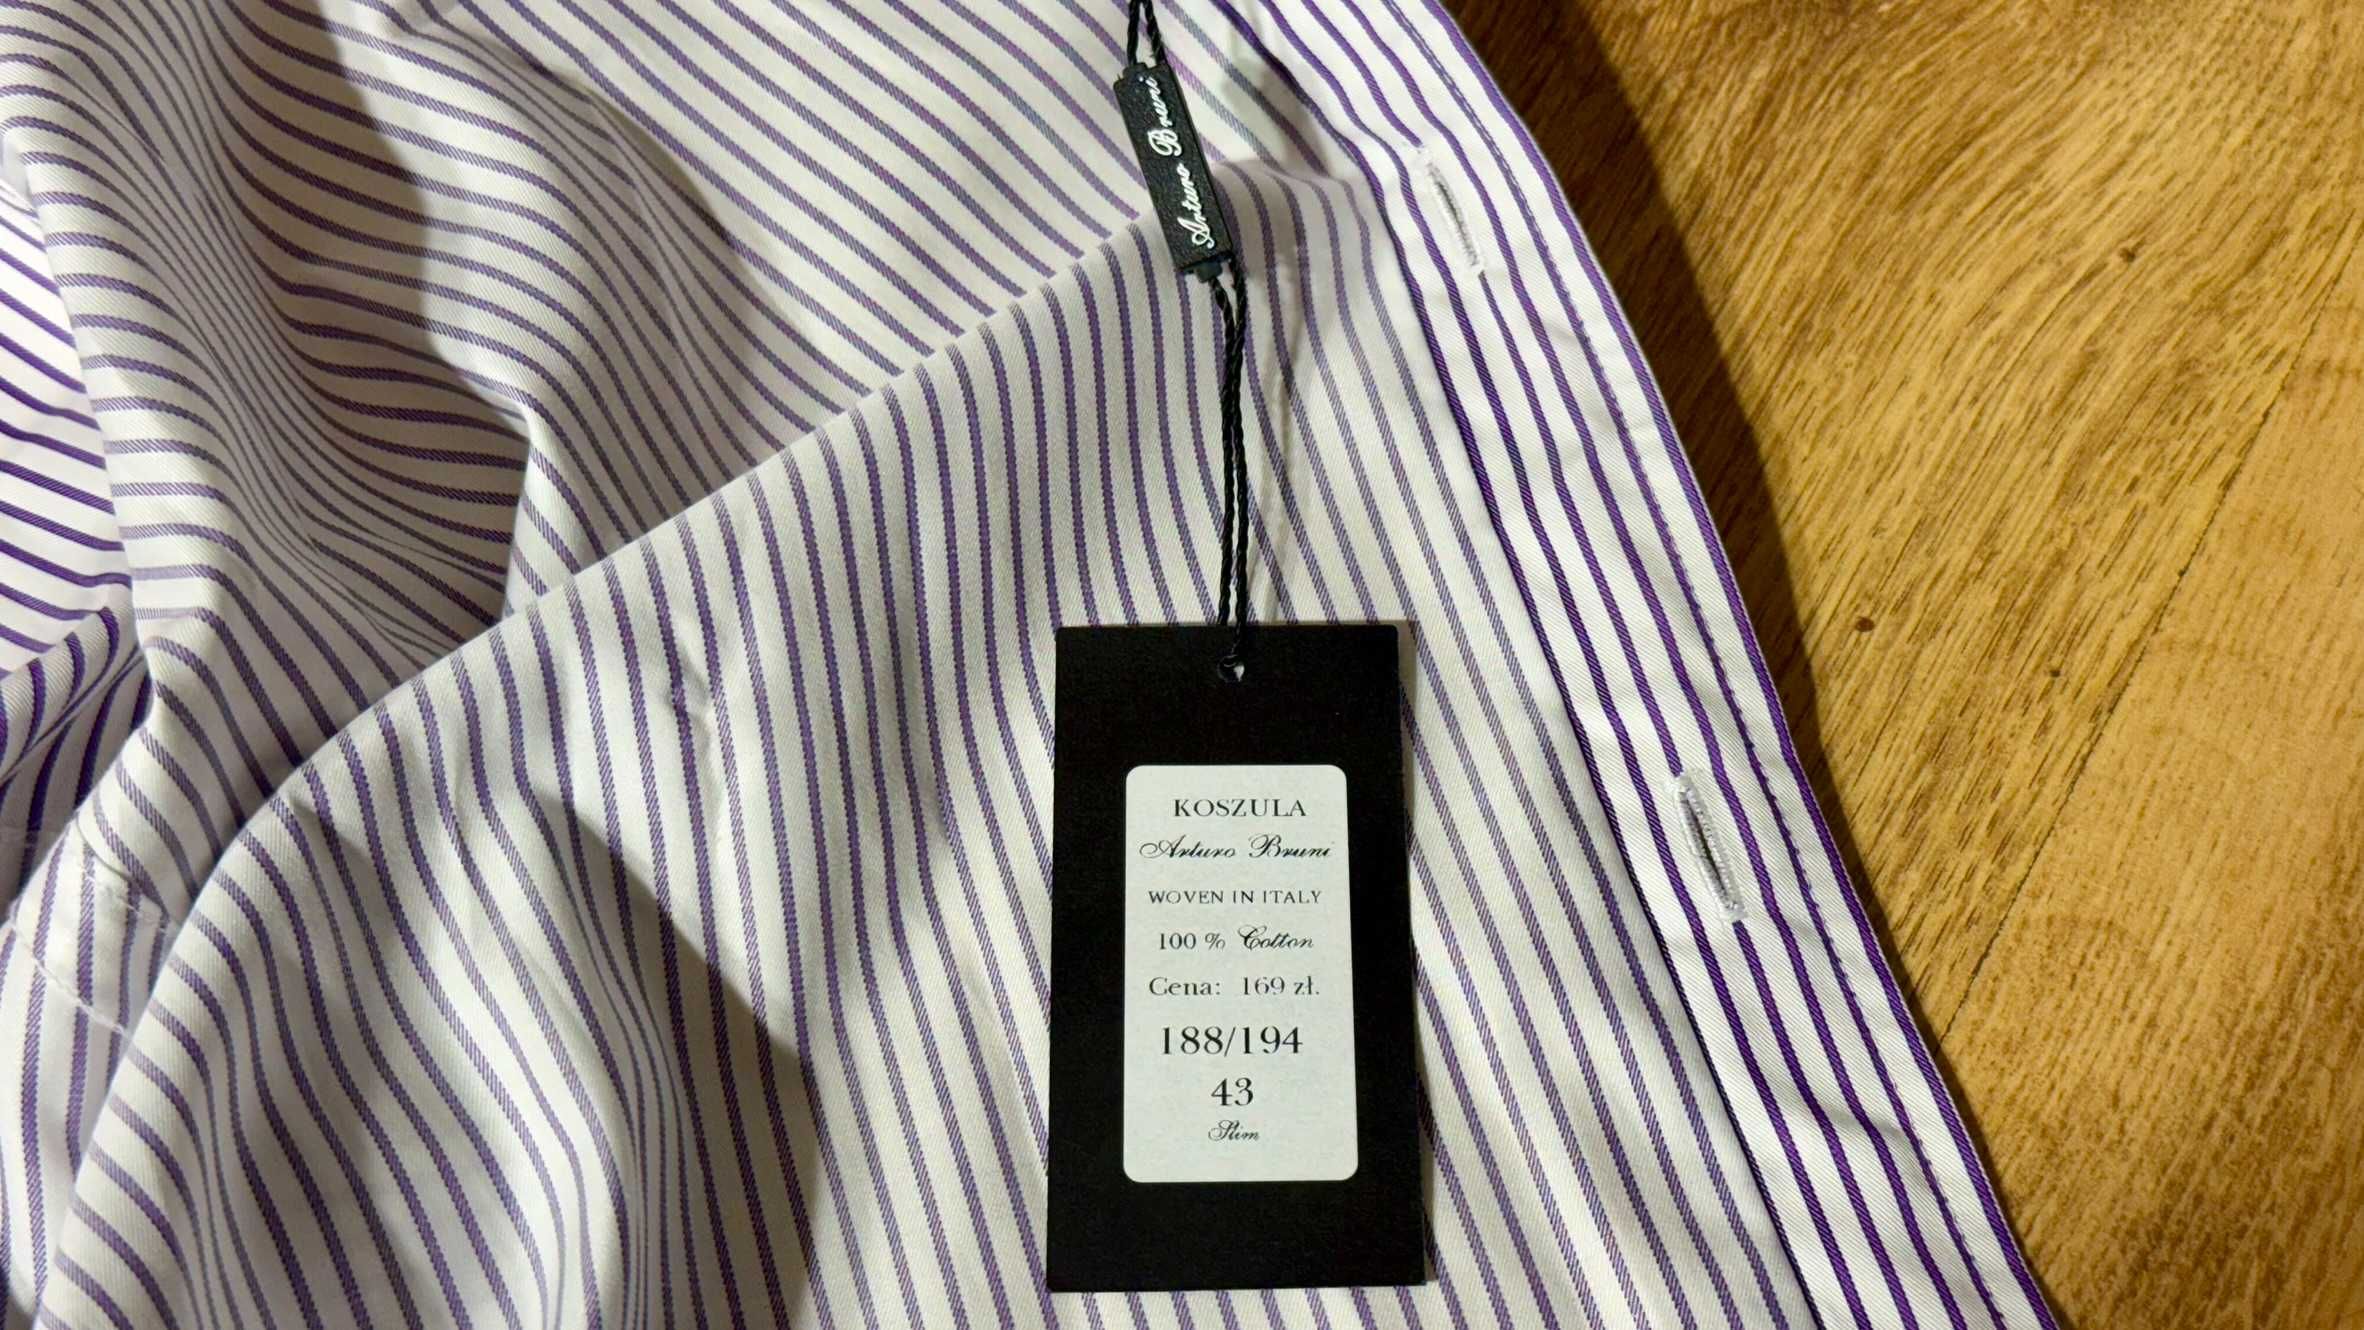 Arturo Bruni
KOSZULA
Arturo Bruni
WOVEN IN ITALY
100 % Cotton
Cena: 169 zł.
188/194
43
Slim